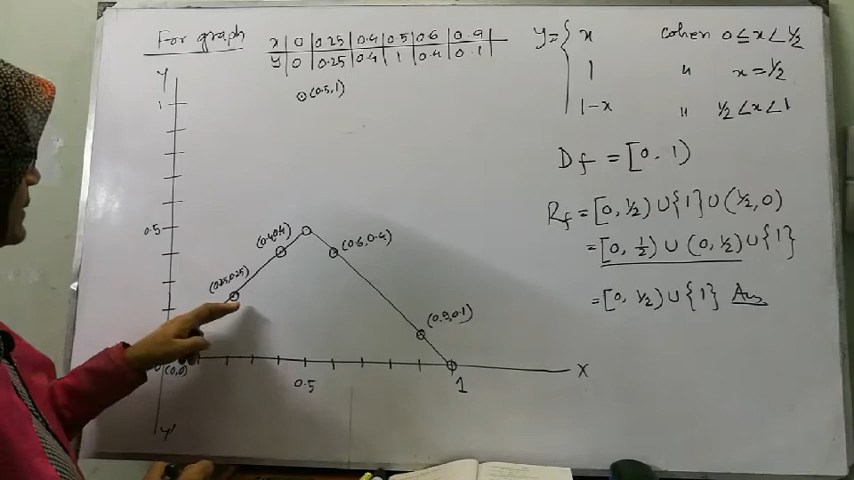 For graph
x | 0 | 0.25 | 0.4 | 0.5 | 0.6 | 0.9 |
y | 0 | 0.25 | 0.4 | 1 | 0.4 | 0.1 |
y = { x when 0 ≤ x < 1/2
1 " x = 1/2
1-x " 1/2 < x < 1
Df = [0, 1)
Rf = [0, 1/2) ∪ {1} ∪ (1/2, 0)
= [0, 1/2) ∪ (0, 1/2) ∪ {1}
= [0, 1/2) ∪ {1} Ans
Y
1
(0.5, 1)
0.5
(0.4, 0.4)
(0.6, 0.4)
(0.25, 0.25)
(0.9, 0.1)
(0,0)
0.5
1
X
Y'